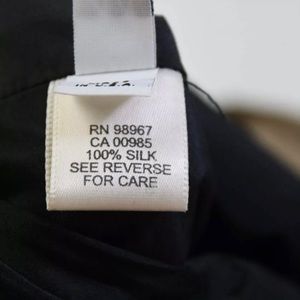 RN 98967
CA 00985
100% SILK
SEE REVERSE
FOR CARE